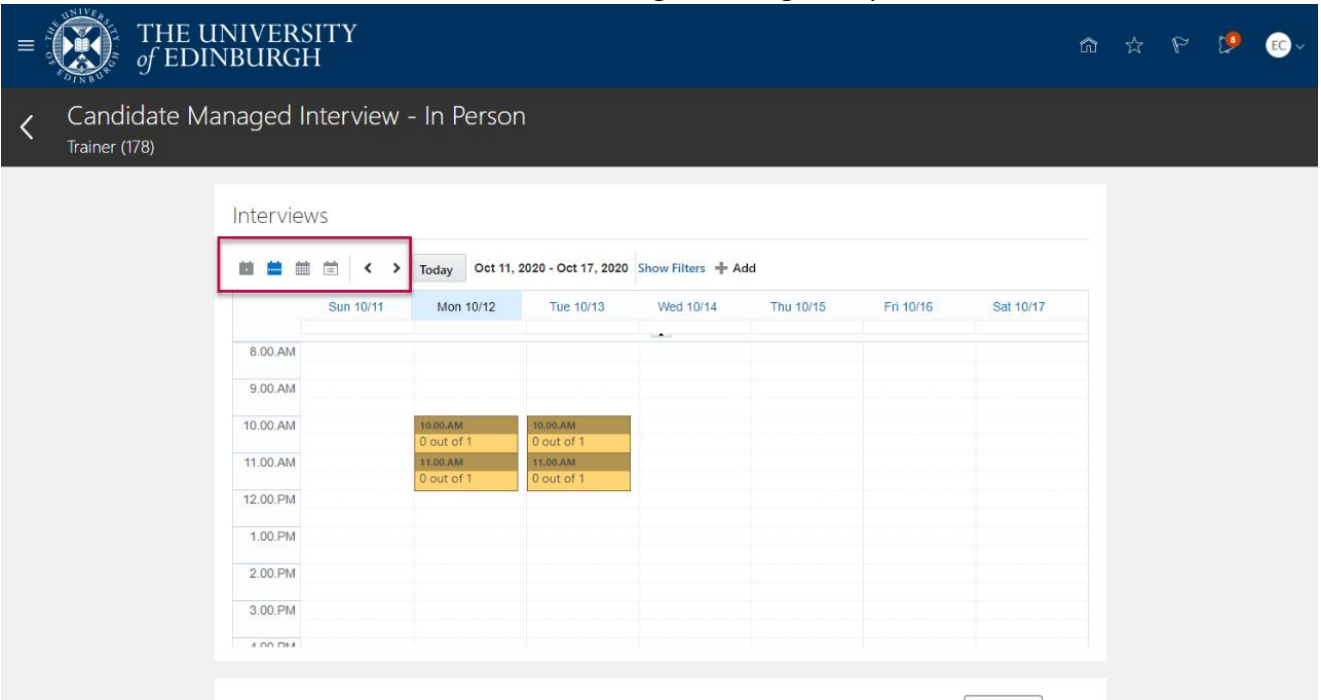 THE UNIVERSITY
of EDINBURGH
8
EC
Candidate Managed Interview - In Person
Trainer (178)
Interviews
Today Oct 11, 2020 - Oct 17, 2020 Show Filters Add
Sun 10/11 Mon 10/12 Tue 10/13 Wed 10/14 Thu 10/15 Fri 10/16 Sat 10/17
8.00.AM
9.00.AM
10.00.AM 10.00.AM 10.00.AM
0 out of 1 0 out of 1
11.00.AM 11.00.AM 11.00.AM
0 out of 1 0 out of 1
12.00.PM
1.00.PM
2.00.PM
3.00.PM
4.00.PM